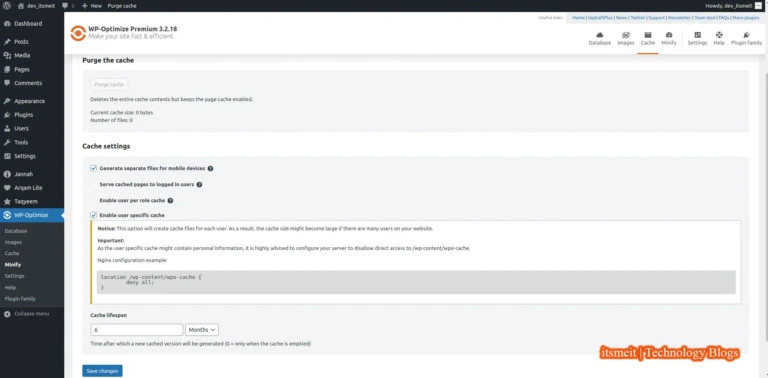 dev_itsmeit
0
New
Purge cache
Howdy, dev_itsmeit
Dashboard
Posts
Media
Pages
Comments
Appearance
Plugins
Users
Tools
Settings
Jannah
Arqam Lite
Taqyeem
WP-Optimize
Database
Images
Cache
Minify
Settings
Help
Plugin family
Collapse menu
WP-Optimize Premium 3.2.18
Make your site fast & efficient
Useful links
Home | UpdraftPlus | News | Twitter | Support | Newsletter | Team lead | FAQs | More plugins
Database
Images
Cache
Minify
Settings
Help
Plugin Family
Purge the cache
Purge cache
Deletes the entire cache contents but keeps the page cache enabled.
Current cache size: 0 bytes
Number of files: 0
Cache settings
Generate separate files for mobile devices ?
Serve cached pages to logged in users ?
Enable user per role cache ?
Enable user specific cache
Notice: This option will create cache files for each user. As a result, the cache size might become large if there are many users on your website.
Important:
As the user specific cache might contain personal information, it is highly advised to configure your server to disallow direct access to /wp-content/wpo-cache.
Nginx configuration example:
location /wp-content/wpo-cache {
deny all;
}
Cache lifespan
6
Months
Time after which a new cached version will be generated (0 = only when the cache is emptied)
Save changes
itsmeit | Technology Blogs